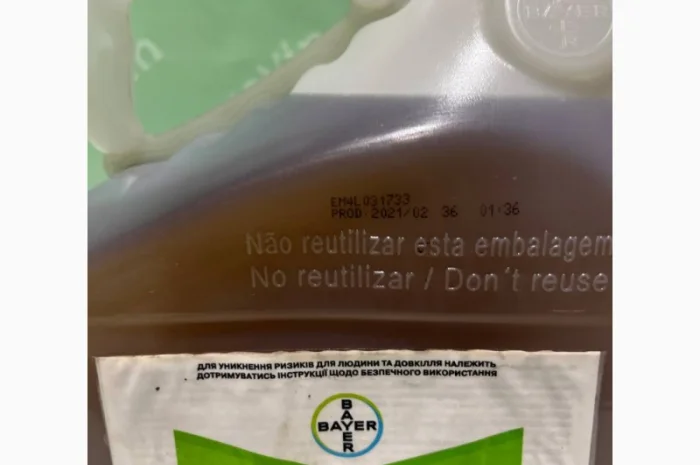 BAYER
EM4L031733
PROD 2021/02 36 01:36
Não reutilizar esta embalagem
No reutilizar / Don't reuse
ДЛЯ УНИКНЕННЯ РИЗИКІВ ДЛЯ ЛЮДИНИ ТА ДОВКІЛЛЯ НАЛЕЖИТЬ
ДОТРИМУВАТИСЬ ІНСТРУКЦІЇ ЩОДО БЕЗПЕЧНОГО ВИКОРИСТАННЯ
BAYER
BAYER